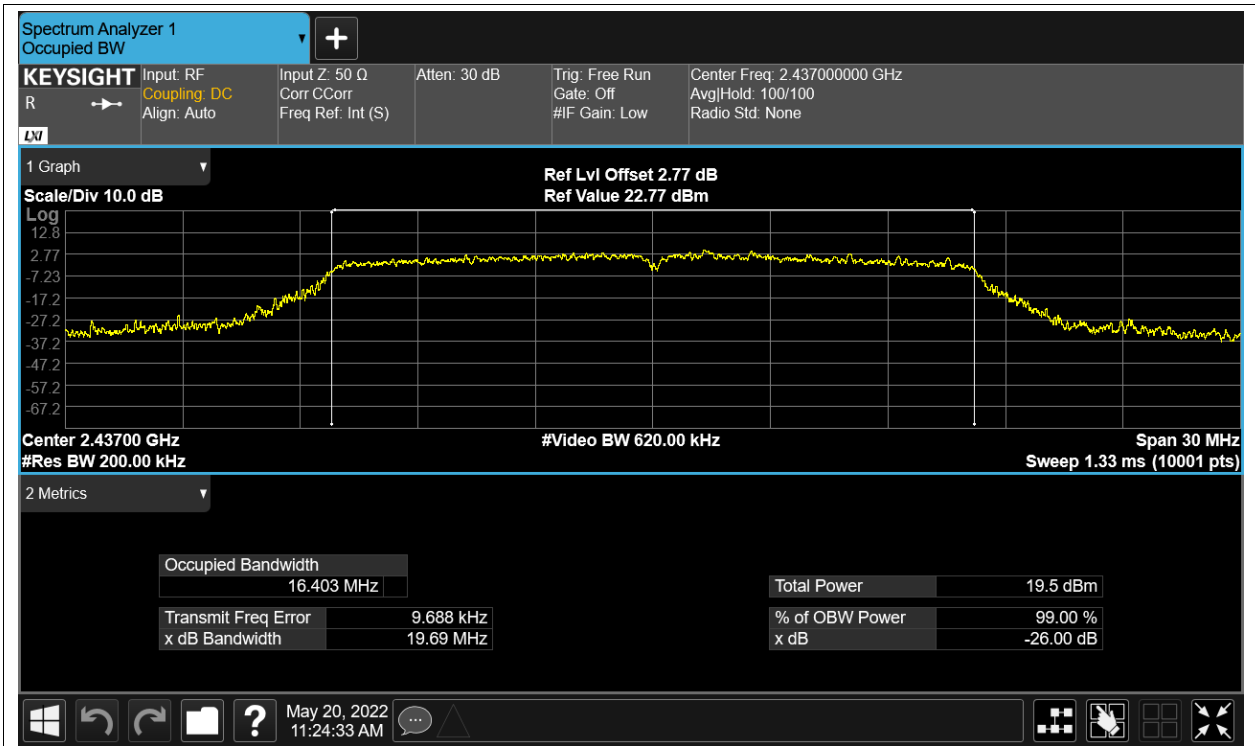 Spectrum Analyzer 1
Occupied BW
KEYSIGHT
R
LXI
Input: RF
Coupling: DC
Align: Auto
Input Z: 50 Ω
Corr CCorr
Freq Ref: Int (S)
Atten: 30 dB
Trig: Free Run
Gate: Off
#IF Gain: Low
Center Freq: 2.437000000 GHz
Avg|Hold: 100/100
Radio Std: None
1 Graph
Scale/Div 10.0 dB
Ref Lvl Offset 2.77 dB
Ref Value 22.77 dBm
Log
12.8
2.77
-7.23
-17.2
-27.2
-37.2
-47.2
-57.2
-67.2
Center 2.43700 GHz
#Video BW 620.00 kHz
Span 30 MHz
#Res BW 200.00 kHz
Sweep 1.33 ms (10001 pts)
2 Metrics
Occupied Bandwidth
16.403 MHz
Total Power 19.5 dBm
Transmit Freq Error 9.688 kHz
% of OBW Power 99.00 %
x dB Bandwidth 19.69 MHz
x dB -26.00 dB
?
May 20, 2022
11:24:33 AM